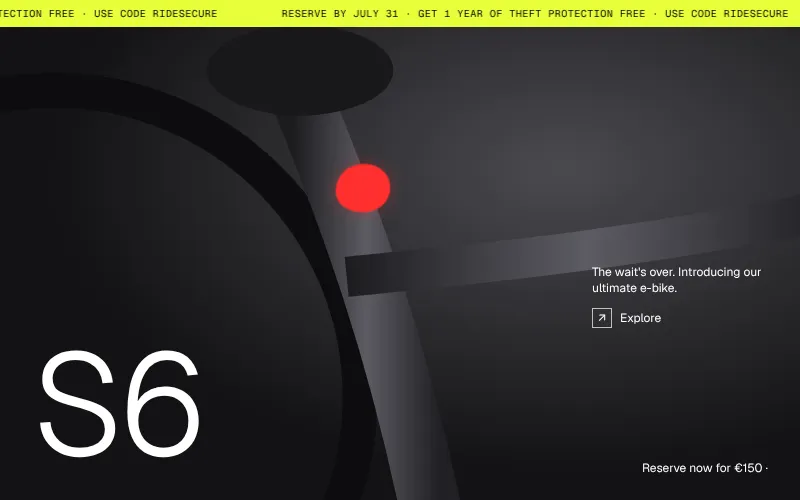 TECTION FREE · USE CODE RIDESECURE
RESERVE BY JULY 31 · GET 1 YEAR OF THEFT PROTECTION FREE · USE CODE RIDESECURE
The wait's over. Introducing our
ultimate e-bike.
Explore
S6
Reserve now for €150 ·